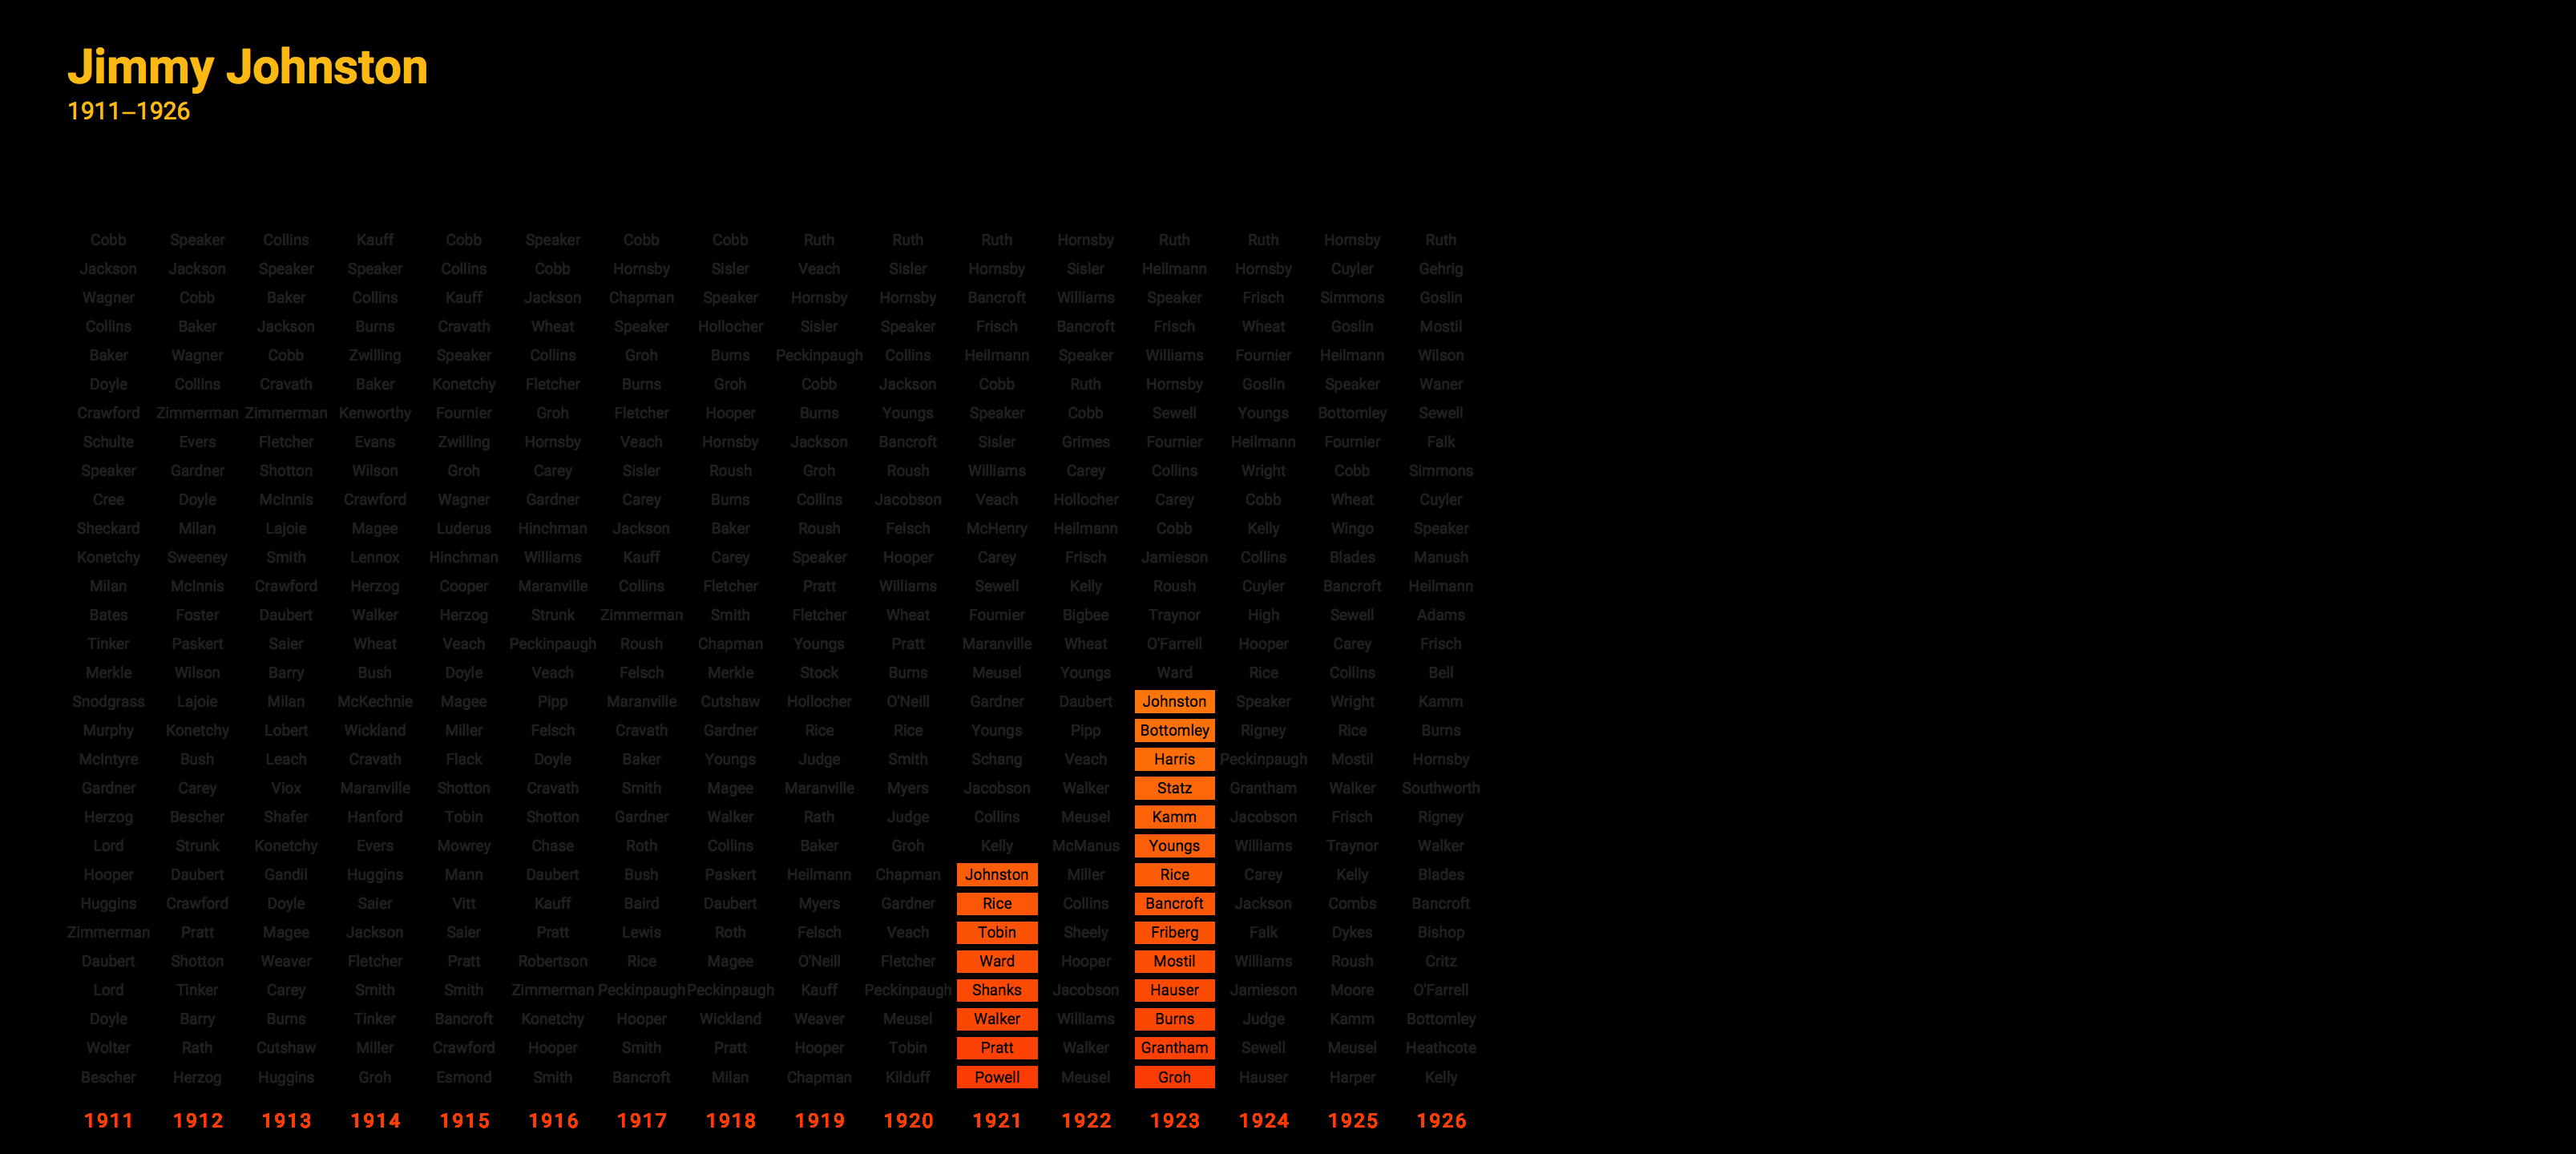 Jimmy Johnston
1911–1926
Cobb Speaker Collins Kauff Cobb Speaker Cobb Cobb Ruth Ruth Ruth Hornsby Ruth Ruth Hornsby Ruth
Jackson Jackson Speaker Speaker Collins Cobb Hornsby Sisler Veach Sisler Hornsby Sisler Heilmann Hornsby Cuyler Gehrig
Wagner Cobb Baker Collins Kauff Jackson Chapman Speaker Hornsby Hornsby Bancroft Williams Speaker Frisch Simmons Goslin
Collins Baker Jackson Burns Cravath Wheat Speaker Hollocher Sisler Speaker Frisch Bancroft Frisch Wheat Goslin Mostil
Baker Wagner Cobb Zwilling Speaker Collins Groh Burns Peckinpaugh Collins Heilmann Speaker Williams Fournier Heilmann Wilson
Doyle Collins Cravath Baker Konetchy Fletcher Burns Groh Cobb Jackson Cobb Ruth Hornsby Goslin Speaker Waner
Crawford Zimmerman Zimmerman Kenworthy Fournier Groh Fletcher Hooper Burns Youngs Speaker Cobb Sewell Youngs Bottomley Sewell
Schulte Evers Fletcher Evans Zwilling Hornsby Veach Hornsby Jackson Bancroft Sisler Grimes Fournier Heilmann Fournier Falk
Speaker Gardner Shotton Wilson Groh Carey Sisler Roush Groh Roush Williams Carey Collins Wright Cobb Simmons
Cree Doyle McInnis Crawford Wagner Gardner Carey Burns Collins Jacobson Veach Hollocher Carey Cobb Wheat Cuyler
Sheckard Milan Lajoie Magee Luderus Hinchman Jackson Baker Roush Felsch McHenry Heilmann Cobb Kelly Wingo Speaker
Konetchy Sweeney Smith Lennox Hinchman Williams Kauff Carey Speaker Hooper Carey Frisch Jamieson Collins Blades Manush
Milan McInnis Crawford Herzog Cooper Maranville Collins Fletcher Pratt Williams Sewell Kelly Roush Cuyler Bancroft Heilmann
Bates Foster Daubert Walker Herzog Strunk Zimmerman Smith Fletcher Wheat Fournier Bigbee Traynor High Sewell Adams
Tinker Paskert Saier Wheat Veach Peckinpaugh Roush Chapman Youngs Pratt Maranville Wheat O'Farrell Hooper Carey Frisch
Merkle Wilson Barry Bush Doyle Veach Felsch Merkle Stock Burns Meusel Youngs Ward Rice Collins Bell
Snodgrass Lajoie Milan McKechnie Magee Pipp Maranville Cutshaw Hollocher O'Neill Gardner Daubert Johnston Speaker Wright Kamm
Murphy Konetchy Lobert Wickland Miller Felsch Cravath Gardner Rice Rice Youngs Pipp Bottomley Rigney Rice Burns
McIntyre Bush Leach Cravath Flack Doyle Baker Youngs Judge Smith Schang Veach Harris Peckinpaugh Mostil Hornsby
Gardner Carey Viox Maranville Shotton Cravath Smith Magee Maranville Myers Jacobson Walker Statz Grantham Walker Southworth
Herzog Bescher Shafer Hanford Tobin Shotton Gardner Walker Rath Judge Collins Meusel Kamm Jacobson Frisch Rigney
Lord Strunk Konetchy Evers Mowrey Chase Roth Collins Baker Groh Kelly McManus Youngs Williams Traynor Walker
Hooper Daubert Gandil Huggins Mann Daubert Bush Paskert Heilmann Chapman Johnston Miller Rice Carey Kelly Blades
Huggins Crawford Doyle Saier Vitt Kauff Baird Daubert Myers Gardner Rice Collins Bancroft Jackson Combs Bancroft
Zimmerman Pratt Magee Jackson Saier Pratt Lewis Roth Felsch Veach Tobin Sheely Friberg Falk Dykes Bishop
Daubert Shotton Weaver Fletcher Pratt Robertson Rice Magee O'Neill Fletcher Ward Hooper Mostil Williams Roush Critz
Lord Tinker Carey Smith Smith Zimmerman Peckinpaugh Peckinpaugh Kauff Peckinpaugh Shanks Jacobson Hauser Jamieson Moore O'Farrell
Doyle Barry Burns Tinker Bancroft Konetchy Hooper Wickland Weaver Meusel Walker Williams Burns Judge Kamm Bottomley
Wolter Rath Cutshaw Miller Crawford Hooper Smith Pratt Hooper Tobin Pratt Walker Grantham Sewell Meusel Heathcote
Bescher Herzog Huggins Groh Esmond Smith Bancroft Milan Chapman Kilduff Powell Meusel Groh Hauser Harper Kelly
1911 1912 1913 1914 1915 1916 1917 1918 1919 1920 1921 1922 1923 1924 1925 1926